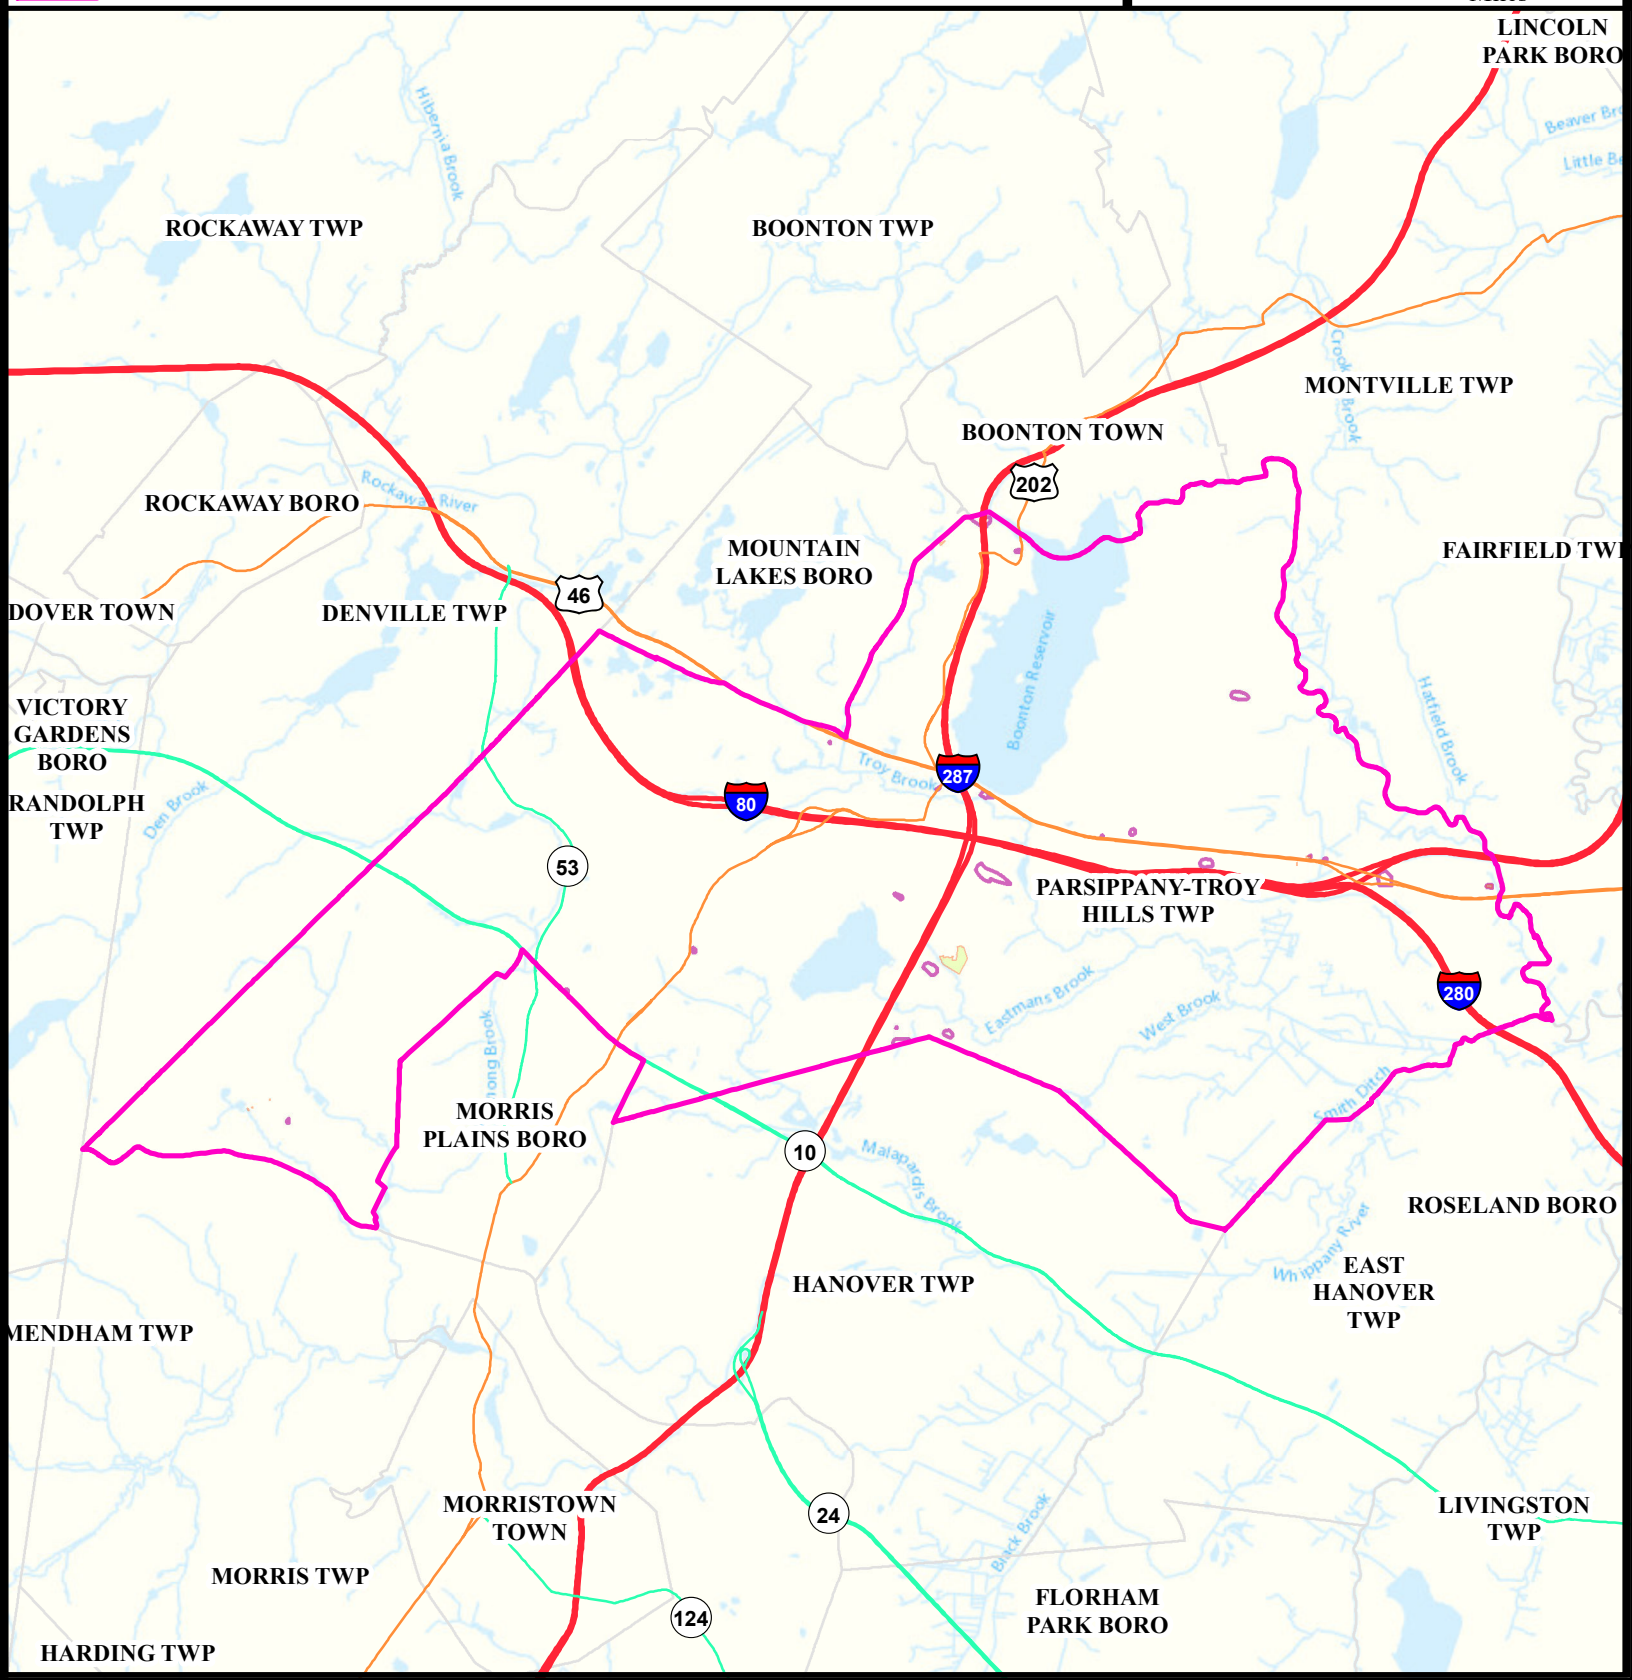 LINCOLN
PARK BORO
Hibernia Brook
Beaver
Little
ROCKAWAY TWP
BOONTON TWP
Crook
Brook
MONTVILLE TWP
BOONTON TOWN
202
Rockaway River
ROCKAWAY BORO
MOUNTAIN
LAKES BORO
FAIRFIELD
46
DOVER TOWN
DENVILLE TWP
Boonton Reservoir
Hatfield Brook
VICTORY
GARDENS
BORO
RANDOLPH
TWP
Den Brook
Troy Brook
287
80
53
PARSIPPANY-TROY
HILLS TWP
280
Eastmans Brook
West Brook
Brook
MORRIS
PLAINS BORO
Smith Ditch
10
Malapardis Brook
ROSELAND BORO
Whippany River
EAST
HANOVER
TWP
HANOVER TWP
MENDHAM TWP
MORRISTOWN
TOWN
24
LIVINGSTON
TWP
Black Brook
MORRIS TWP
FLORHAM
PARK BORO
124
HARDING TWP